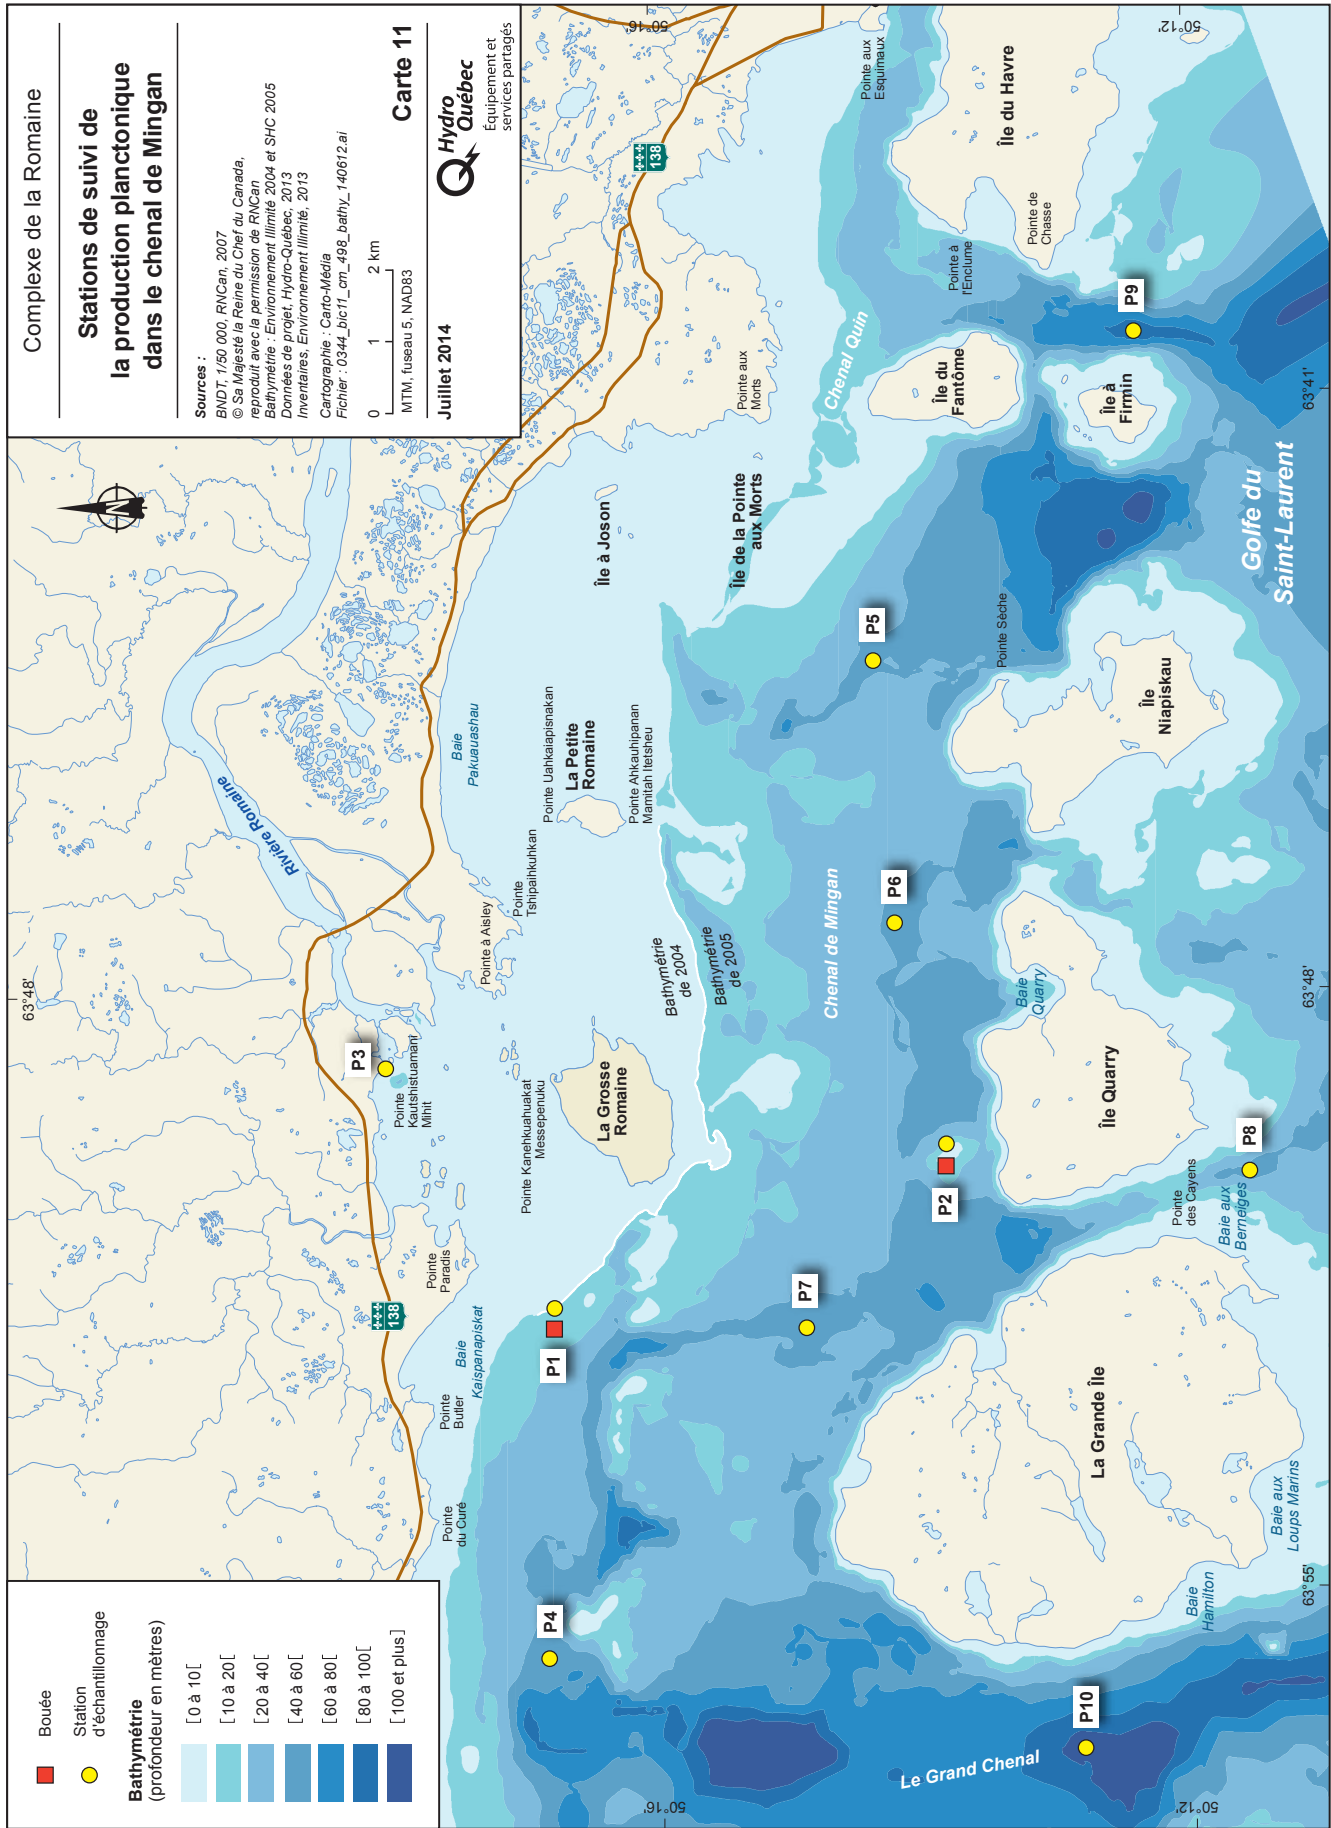 Complexe de la Romaine
Stations de suivi de
la production planctonique
dans le chenal de Mingan
Sources :
BNDT, 1/50 000, RNCan, 2007
© Sa Majesté la Reine du Chef du Canada,
reproduit avec la permission de RNCan
Bathymétrie : Environnement Illimité 2004 et SHC 2005
Données de projet, Hydro-Québec, 2013
Inventaires, Environnement Illimité, 2013
Cartographie : Carto-Média
Fichier : 0344_bic11_cm_498_bathy_140612.ai
0 1 2 km
MTM, fuseau 5, NAD83
Juillet 2014
Carte 11
Hydro
Québec
Équipement et
services partagés
Bouée
Station
d'échantillonnage
Bathymétrie
(profondeur en mètres)
[0 à 10[
[10 à 20[
[20 à 40[
[40 à 60[
[60 à 80[
[80 à 100[
[100 et plus]
N
63°48'
Rivière Romaine
138
138
P3
Pointe
Kautshistuamani
Mihit
Pointe à Aisley
Pointe
Tshipaihkuhkan
Baie
Pakuauashau
Pointe Uahkaiapisnakan
La Petite
Romaine
Pointe Ahkauhipanan
Mamitah Itetsheu
Île à Joson
Pointe aux
Morts
Île de la Pointe
aux Morts
Chenal Quin
Pointe aux
Esquimaux
Île du Havre
Pointe de
Chasse
Pointe à
l'Enclume
Île du
Fantôme
Île à
Firmin
P9
63°41'
Golfe du
Saint-Laurent
Pointe Sèche
Île
Niapiskau
P5
P6
Chenal de Mingan
Bathymétrie
de 2004
Bathymétrie
de 2005
Pointe Kanehkuahuakat
Messepenuku
La Grosse
Romaine
Pointe
Paradis
Baie
Kaispanapiskat
Pointe
Butler
Pointe
du Curé
P1
P7
P2
P4
Baie
Quarry
Île Quarry
63°48'
P8
Pointe
des Cayens
Baie aux
Berneiges
La Grande Île
Baie aux
Loups Marins
Baie
Hamilton
63°55'
P10
Le Grand Chenal
50°16'
50°12'
50°16'
50°12'